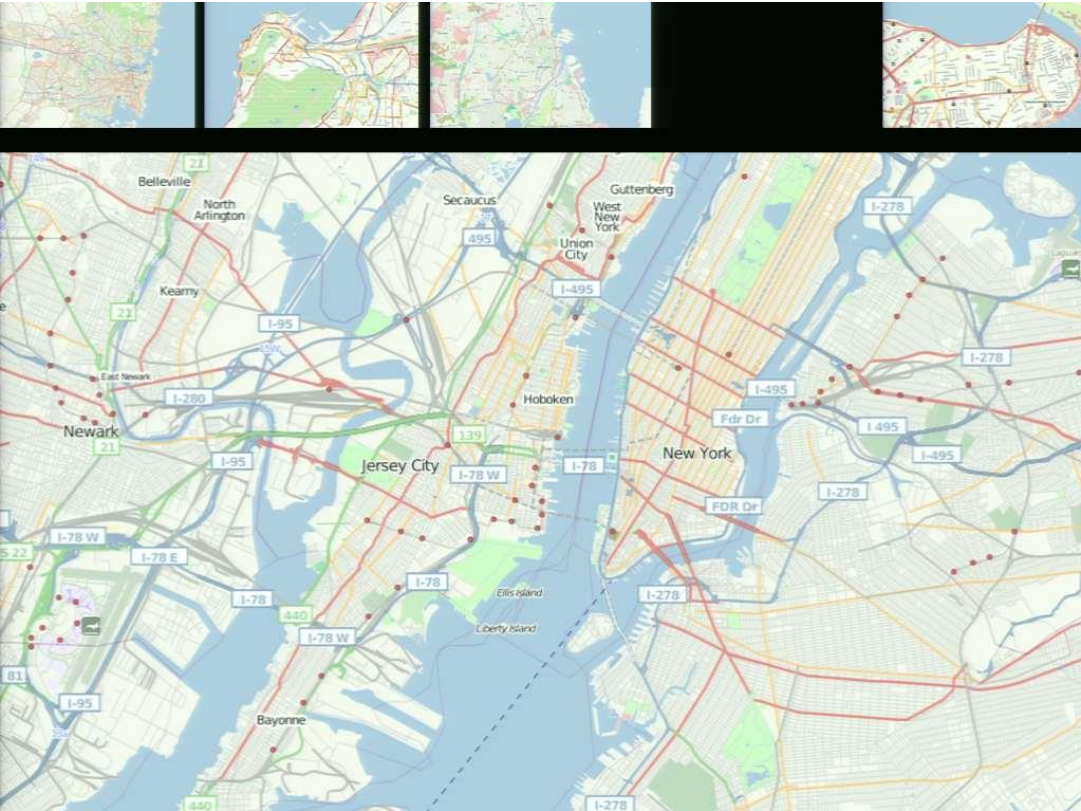 21
Belleville
Guttenberg
Secaucus
North
Arlington
West
New
York
I-278
495
Union
City
Kearny
I-495
21
I-95
I-278
East Newark
I-280
Hoboken
I-495
Fdr Dr
Newark
139
I 495
21
New York
I-95
Jersey City
I-78 W
I-78
I-495
I-278
FDR Dr
I-78 W
S 22
I-78 E
I-78
Ellis Island
I-278
I-78
440
Liberty Island
I-78 W
81
I-95
Bayonne
440
I-278